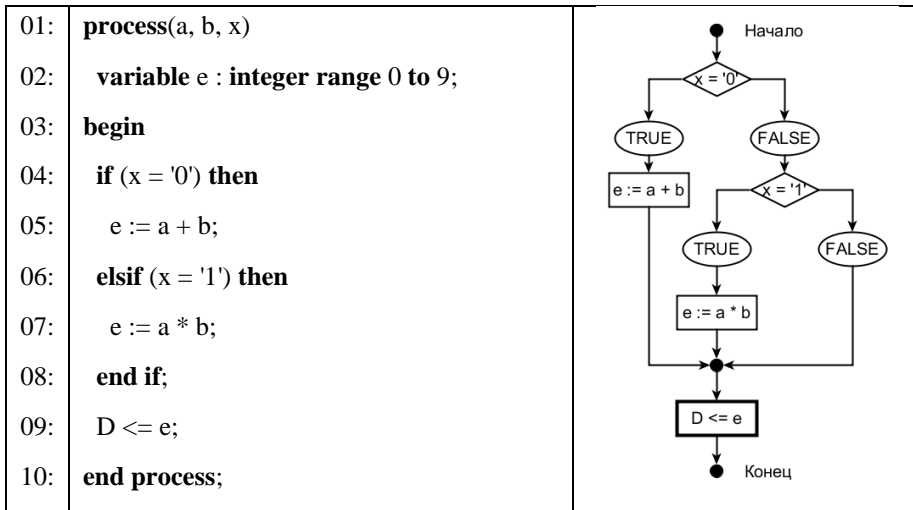 01: process(a, b, x)
02: variable e : integer range 0 to 9;
03: begin
04: if (x = '0') then
05: e := a + b;
06: elsif (x = '1') then
07: e := a * b;
08: end if;
09: D <= e;
10: end process;
Начало
x = '0'
TRUE FALSE
e := a + b x = '1'
TRUE FALSE
e := a * b
D <= e
Конец